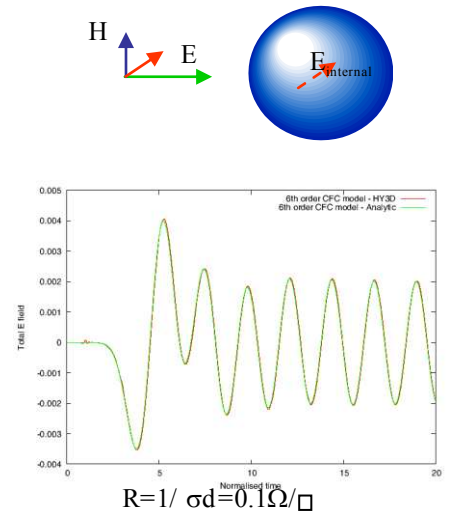 H
E
E internal
0.005
0.004
0.003
0.002
0.001
0
-0.001
-0.002
-0.003
-0.004
Total E field
6th order CFC model - HY3D
6th order CFC model - Analytic
0
5
10
15
20
Normalised time
R=1/ σd=0.1Ω/□